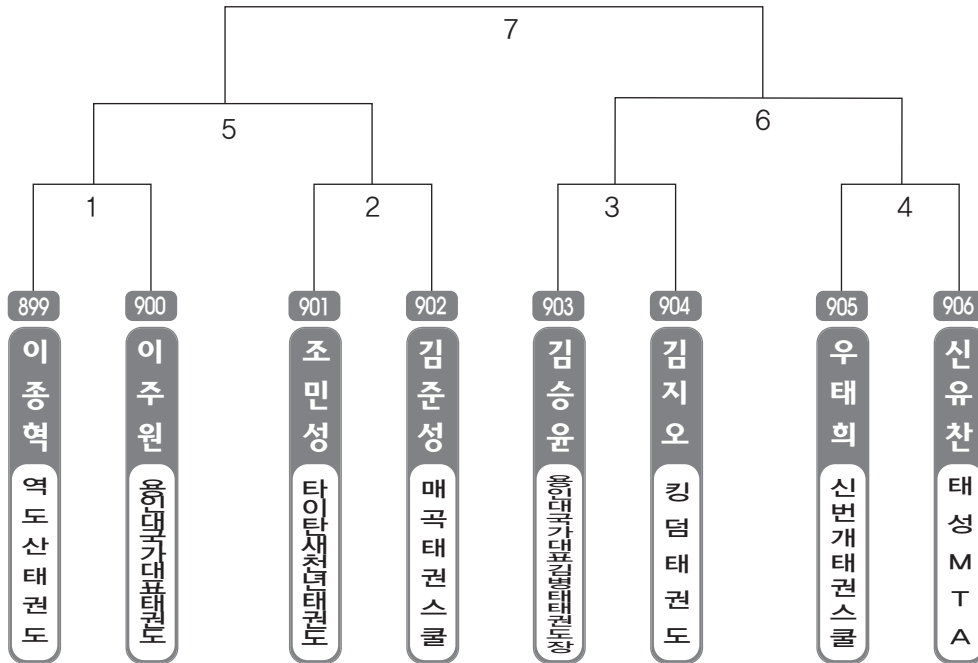 7
5
6
1
2
3
4
899
900
901
902
903
904
905
906
이종혁
이주원
조민성
김준성
김승윤
김지오
우태희
신유찬
역도산태권도
용인대국가대표태권도
타이탄새천년태권도
매곡태권스쿨
용인대국가대표김병태태권도장
킹덤태권도
신번개태권스쿨
태성MTA